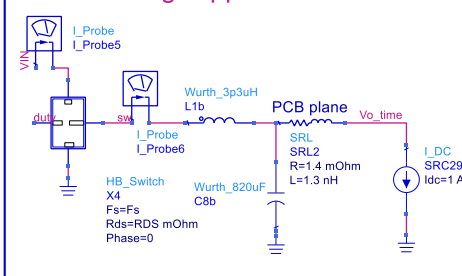 I_Probe
I_Probe5
VIN
Wurth_3p3uH
L1b
PCB plane
Vo_time
duty
sw
I_Probe
I_Probe6
SRL
SRL2
R=1.4 mOhm
L=1.3 nH
I_DC
SRC29
Idc=1 A
HB_Switch
X4
Fs=Fs
Rds=RDS mOhm
Phase=0
Wurth_820uF
C8b